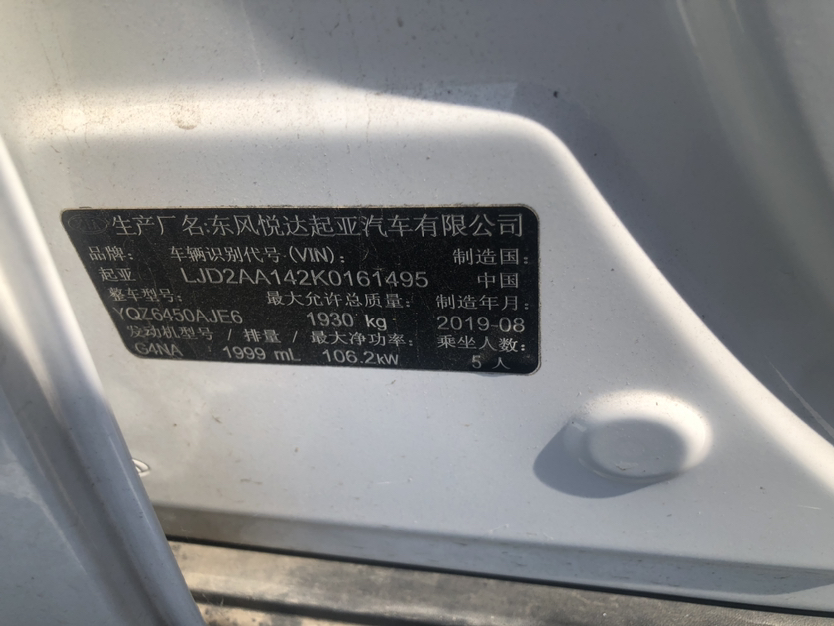 生产厂名:东风悦达起亚汽车有限公司
品牌: 车辆识别代号(VIN): 制造国:
起亚 LJD2AA142K0161495 中国
整车型号: 最大允许总质量: 制造年月:
YQZ6450AJE6 1930 kg 2019-08
发动机型号 / 排量 / 最大净功率: 乘坐人数:
G4NA 1999 mL 106.2kW 5 人